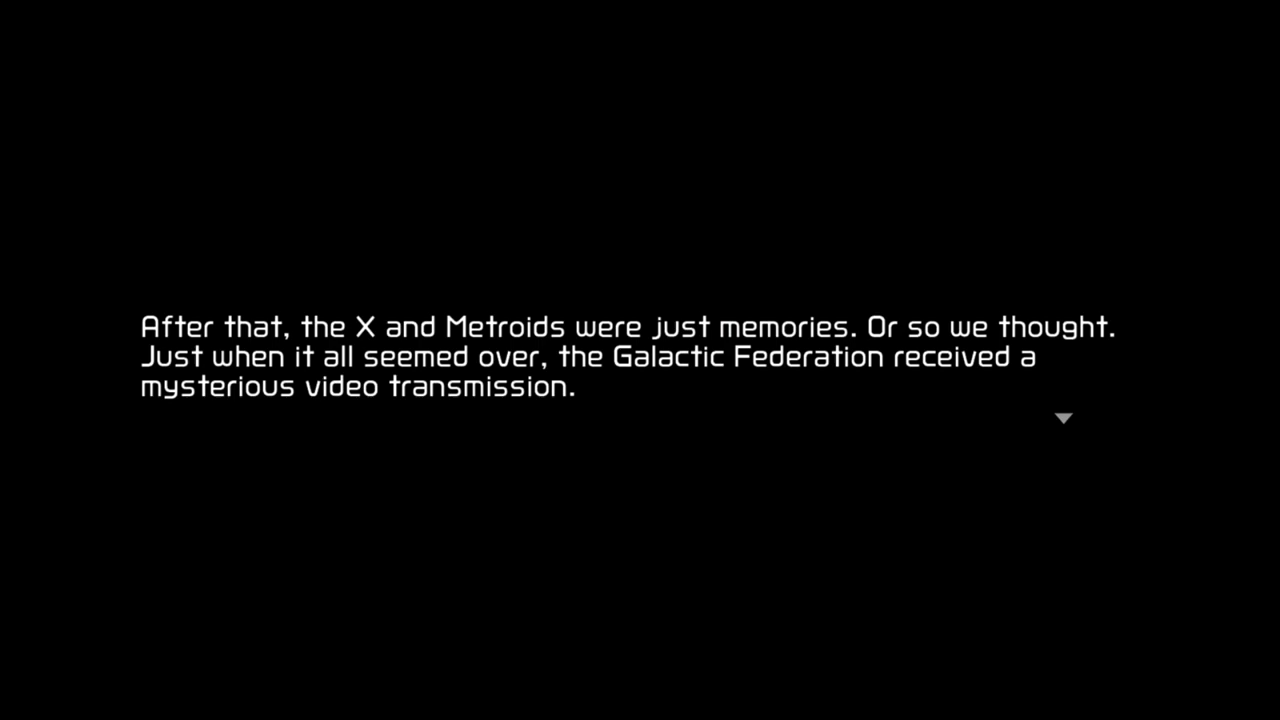 After that, the X and Metroids were just memories. Or so we thought.
Just when it all seemed over, the Galactic Federation received a
mysterious video transmission.